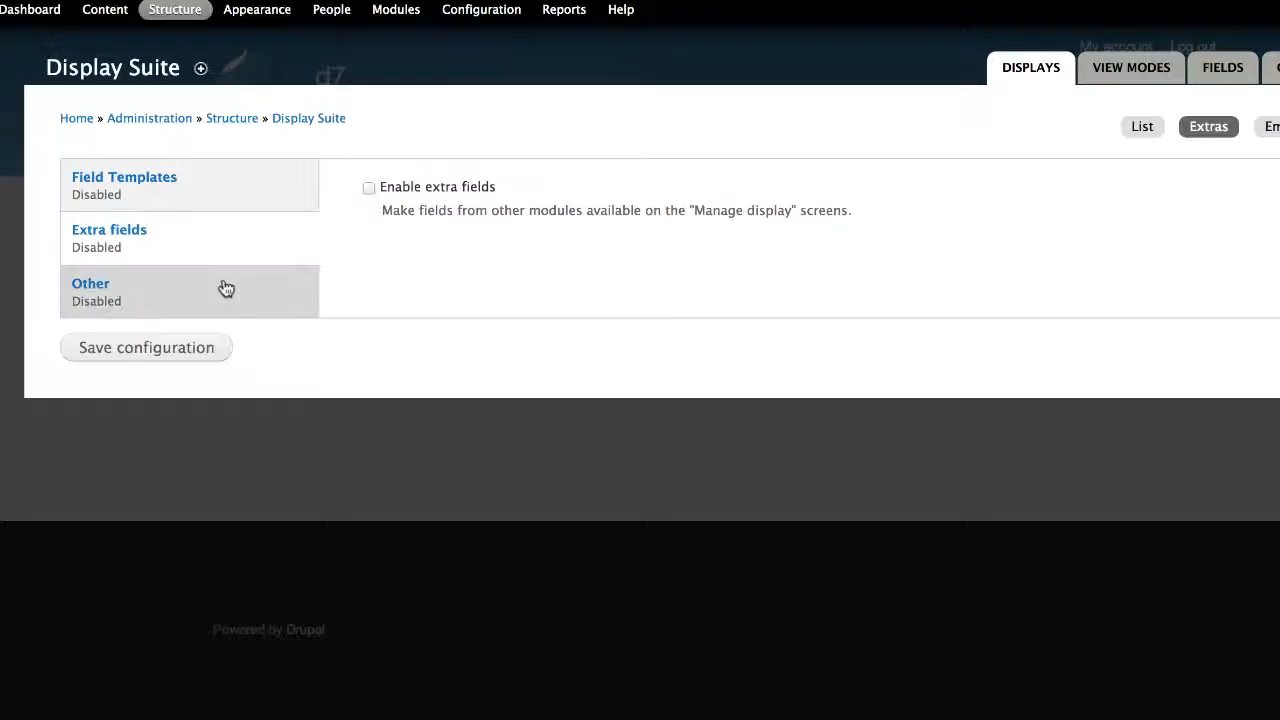 Dashboard Content Structure Appearance People Modules Configuration Reports Help
My account Log out
Display Suite
d7
DISPLAYS VIEW MODES FIELDS
Home » Administration » Structure » Display Suite
List Extras
Field Templates
Disabled
Enable extra fields
Make fields from other modules available on the "Manage display" screens.
Extra fields
Disabled
Other
Disabled
Save configuration
Powered by Drupal